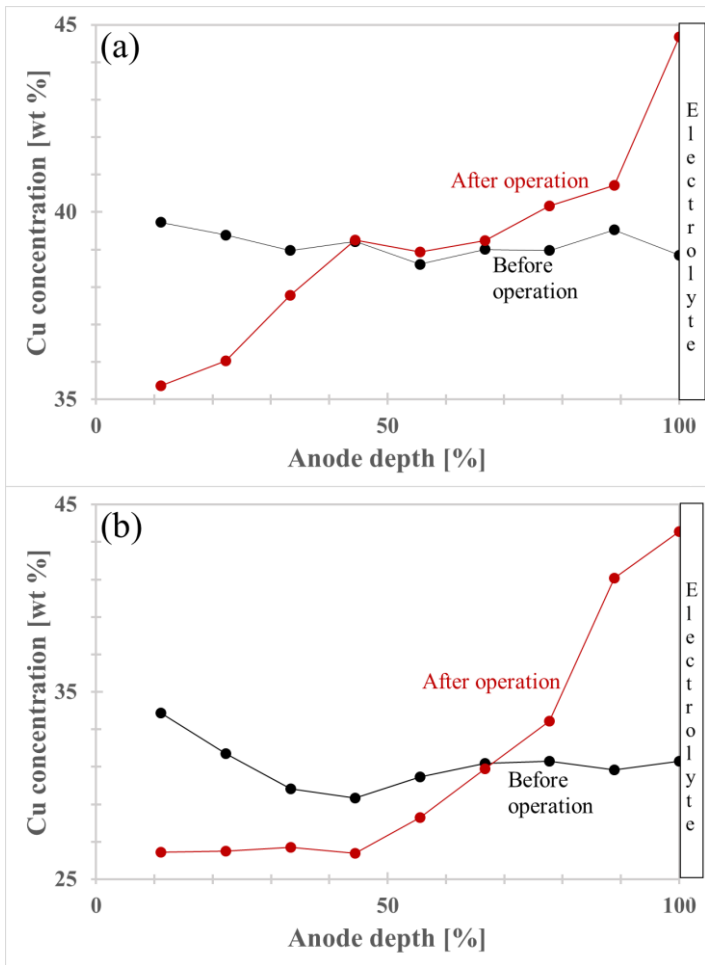 (a)
45
40
35
Cu concentration [wt %]
After operation
Before
operation
Electrolyte
0
50
100
Anode depth [%]
(b)
45
35
25
Cu concentration [wt %]
After operation
Before
operation
Electrolyte
0
50
100
Anode depth [%]